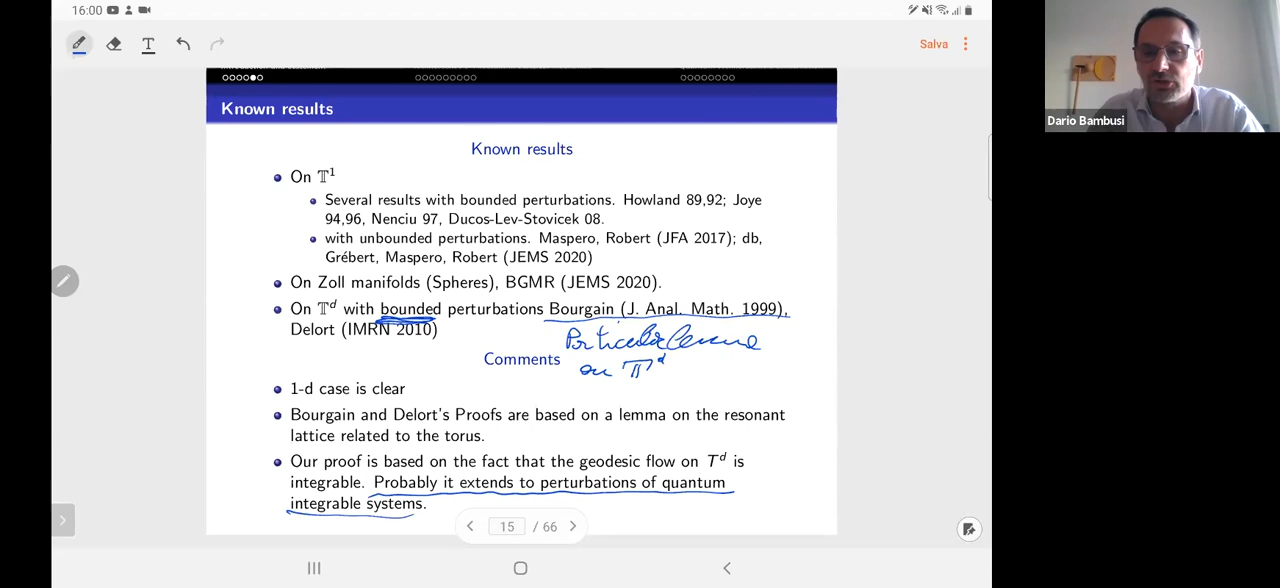 16:00
Salva
Known results
Known results
On 𝕋¹
Several results with bounded perturbations. Howland 89,92; Joye
94,96, Nenciu 97, Ducos-Lev-Stovicek 08.
with unbounded perturbations. Maspero, Robert (JFA 2017); db,
Grébert, Maspero, Robert (JEMS 2020)
On Zoll manifolds (Spheres), BGMR (JEMS 2020).
On 𝕋ᵈ with bounded perturbations Bourgain (J. Anal. Math. 1999),
Delort (IMRN 2010)
on 𝕋ᵈ
Comments
1-d case is clear
Bourgain and Delort's Proofs are based on a lemma on the resonant
lattice related to the torus.
Our proof is based on the fact that the geodesic flow on Tᵈ is
integrable. Probably it extends to perturbations of quantum
integrable systems.
15 / 66
Dario Bambusi